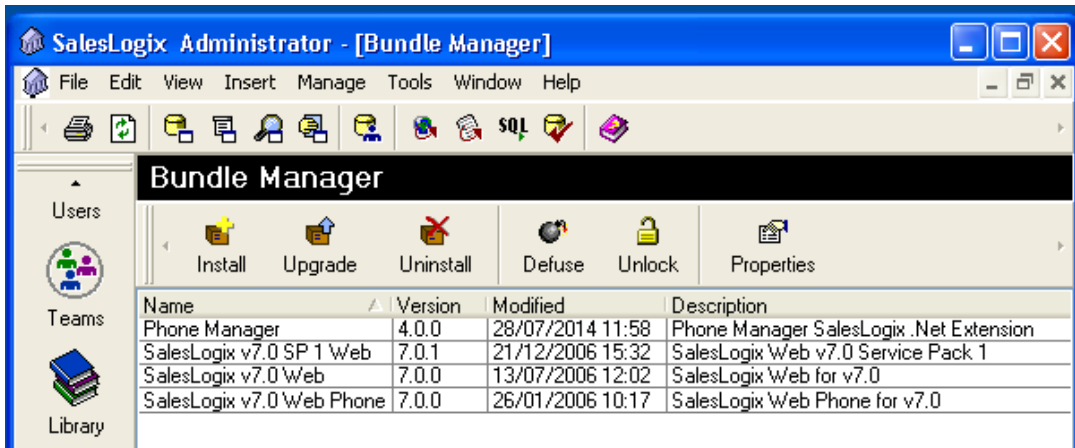 SalesLogix Administrator - [Bundle Manager]
File Edit View Insert Manage Tools Window Help
SQL
Bundle Manager
Users
Install Upgrade Uninstall Defuse Unlock Properties
Teams
Name Version Modified Description
Phone Manager 4.0.0 28/07/2014 11:58 Phone Manager SalesLogix .Net Extension
SalesLogix v7.0 SP 1 Web 7.0.1 21/12/2006 15:32 SalesLogix Web v7.0 Service Pack 1
SalesLogix v7.0 Web 7.0.0 13/07/2006 12:02 SalesLogix Web for v7.0
SalesLogix v7.0 Web Phone 7.0.0 26/01/2006 10:17 SalesLogix Web Phone for v7.0
Library